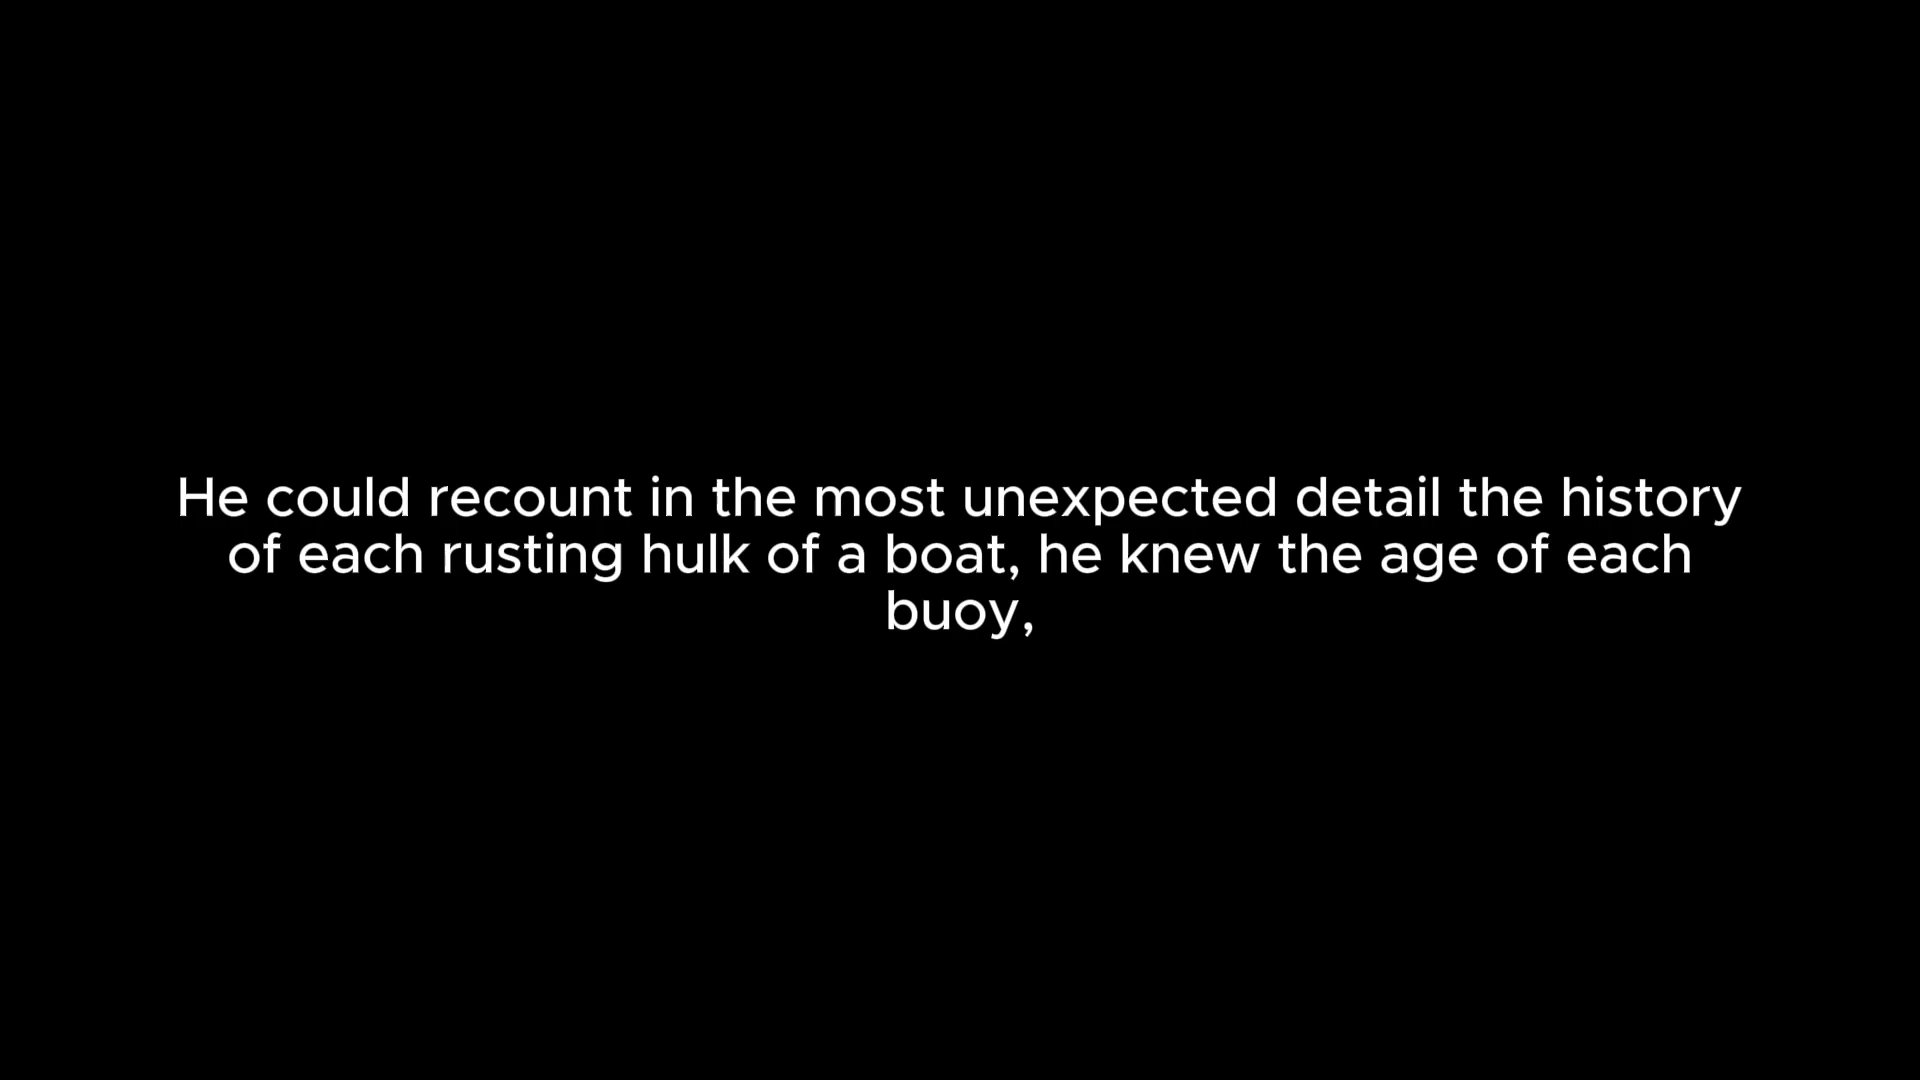 He could recount in the most unexpected detail the history
of each rusting hulk of a boat, he knew the age of each
buoy,